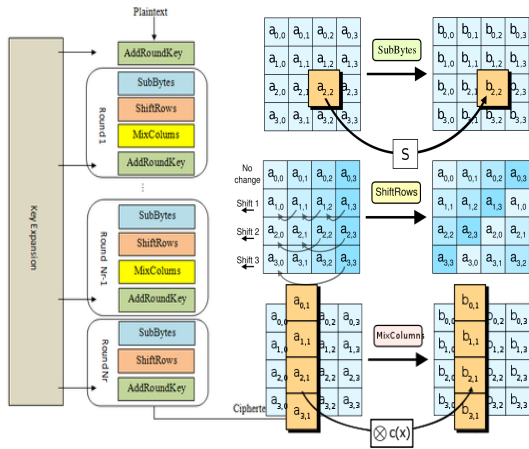 Plaintext
Key Expansion
AddRoundKey
Round 1
SubBytes
ShiftRows
MixColums
AddRoundKey
...
Round Nr-1
SubBytes
ShiftRows
MixColums
AddRoundKey
Round Nr
SubBytes
ShiftRows
AddRoundKey
Cipherte
a0,0 a0,1 a0,2 a0,3
a1,0 a1,1 a1,2 a1,3
a2,0 a2,1 a2,2 a2,3
a3,0 a3,1 a3,2 a3,3
SubBytes
b0,0 b0,1 b0,2 b0,3
b1,0 b1,1 b1,2 b1,3
b2,0 b2,1 b2,2 b2,3
b3,0 b3,1 b3,2 b3,3
S
No
change
Shift 1
Shift 2
Shift 3
a0,0 a0,1 a0,2 a0,3
a1,0 a1,1 a1,2 a1,3
a2,0 a2,1 a2,2 a2,3
a3,0 a3,1 a3,2 a3,3
ShiftRows
a0,0 a0,1 a0,2 a0,3
a1,1 a1,2 a1,3 a1,0
a2,2 a2,3 a2,0 a2,1
a3,3 a3,0 a3,1 a3,2
a0,0 a0,1 a0,2 a0,3
a1,0 a1,1 a1,2 a1,3
a2,0 a2,1 a2,2 a2,3
a3,0 a3,1 a3,2 a3,3
MixColumns
b0,0 b0,1 b0,2 b0,3
b1,0 b1,1 b1,2 b1,3
b2,0 b2,1 b2,2 b2,3
b3,0 b3,1 b3,2 b3,3
⊗ c(x)